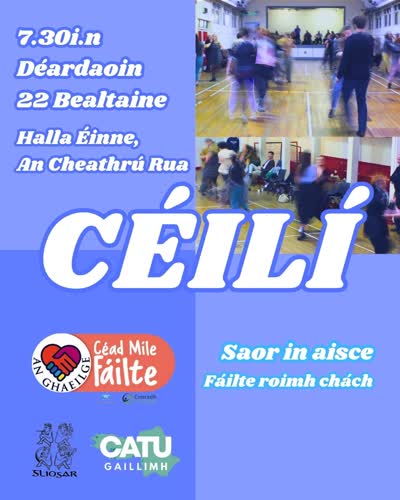 7.30i.n
Déardaoin
22 Bealtaine
Halla Éinne,
An Cheathrú Rua
CÉILÍ
Saor in aisce
Fáilte roimh chách
AN GHAEILGE
Céad Míle
Fáilte
SLIOSAR
CATU
GAILLIMH